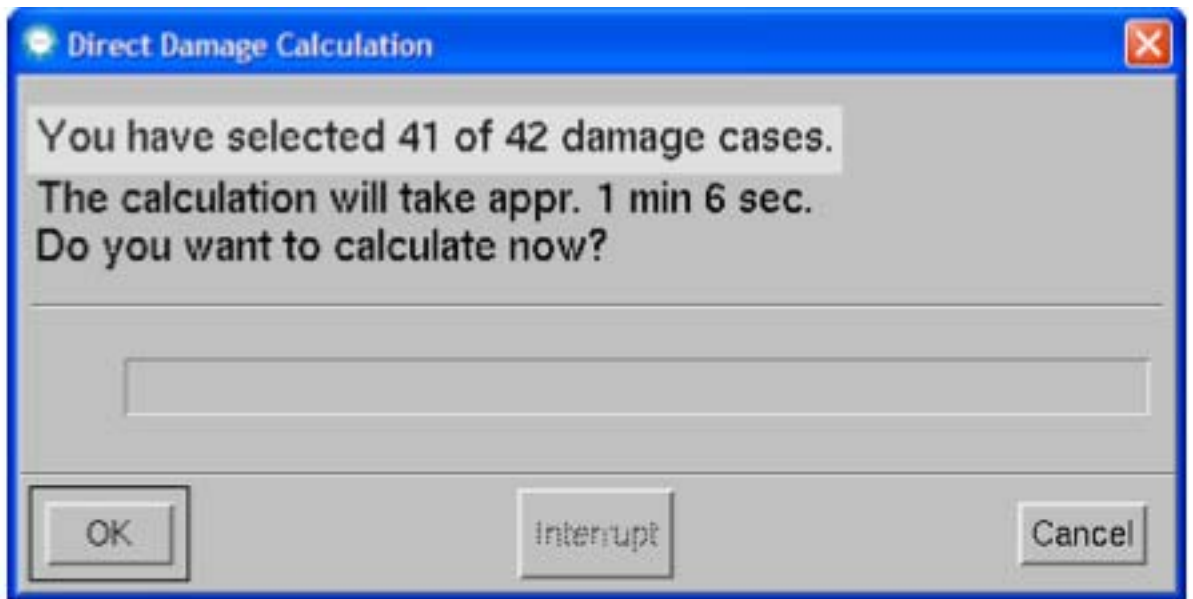 Direct Damage Calculation
You have selected 41 of 42 damage cases.
The calculation will take appr. 1 min 6 sec.
Do you want to calculate now?
OK
Interrupt
Cancel